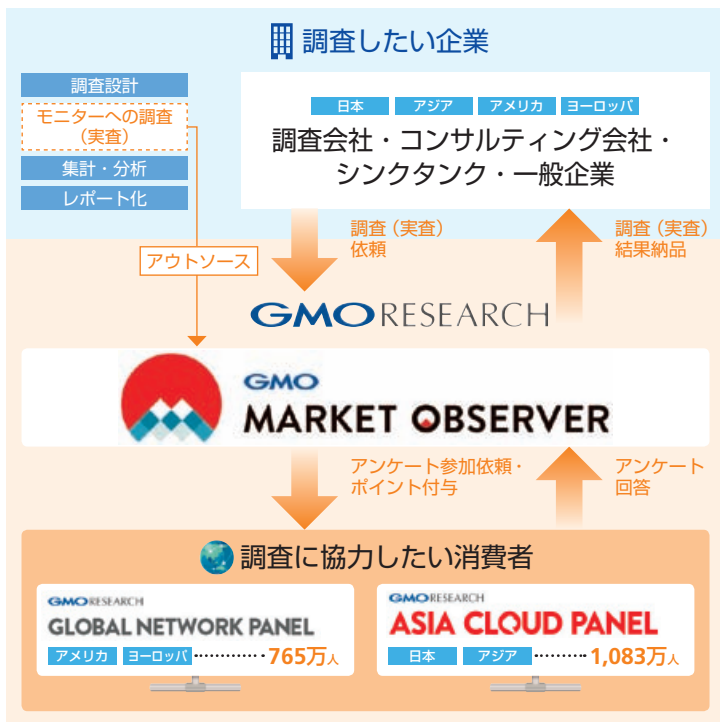 調査したい企業
調査設計
モニターへの調査
（実査）
集計・分析
レポート化
日本 アジア アメリカ ヨーロッパ
調査会社・コンサルティング会社・
シンクタンク・一般企業
アウトソース
調査（実査）
依頼
調査（実査）
結果納品
GMO RESEARCH
GMO
MARKET OBSERVER
アンケート参加依頼・
ポイント付与
アンケート
回答
調査に協力したい消費者
GMO RESEARCH
GLOBAL NETWORK PANEL
アメリカ ヨーロッパ ············ 765万人
GMO RESEARCH
ASIA CLOUD PANEL
日本 アジア ·········· 1,083万人